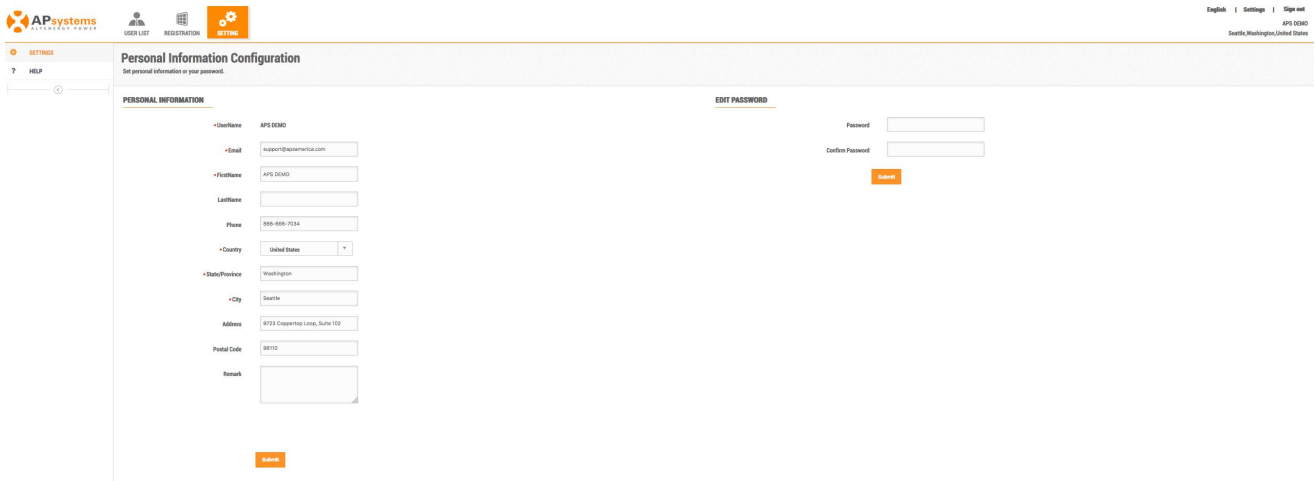 English | Settings | Sign out
APsystems
ALTENERGY POWER
USER LIST
REGISTRATION
SETTING
APS DEMO
Seattle,Washington,United States
SETTINGS
? HELP
Personal Information Configuration
Set personal information or your password.
PERSONAL INFORMATION
*UserName APS DEMO
*Email support@apsamerica.com
*FirstName APS DEMO
LastName
Phone 866-666-7034
*Country United States
*State/Province Washington
*City Seattle
Address 9723 Coppertop Loop, Suite 102
Postal Code 98110
Remark
Submit
EDIT PASSWORD
Password
Confirm Password
Submit